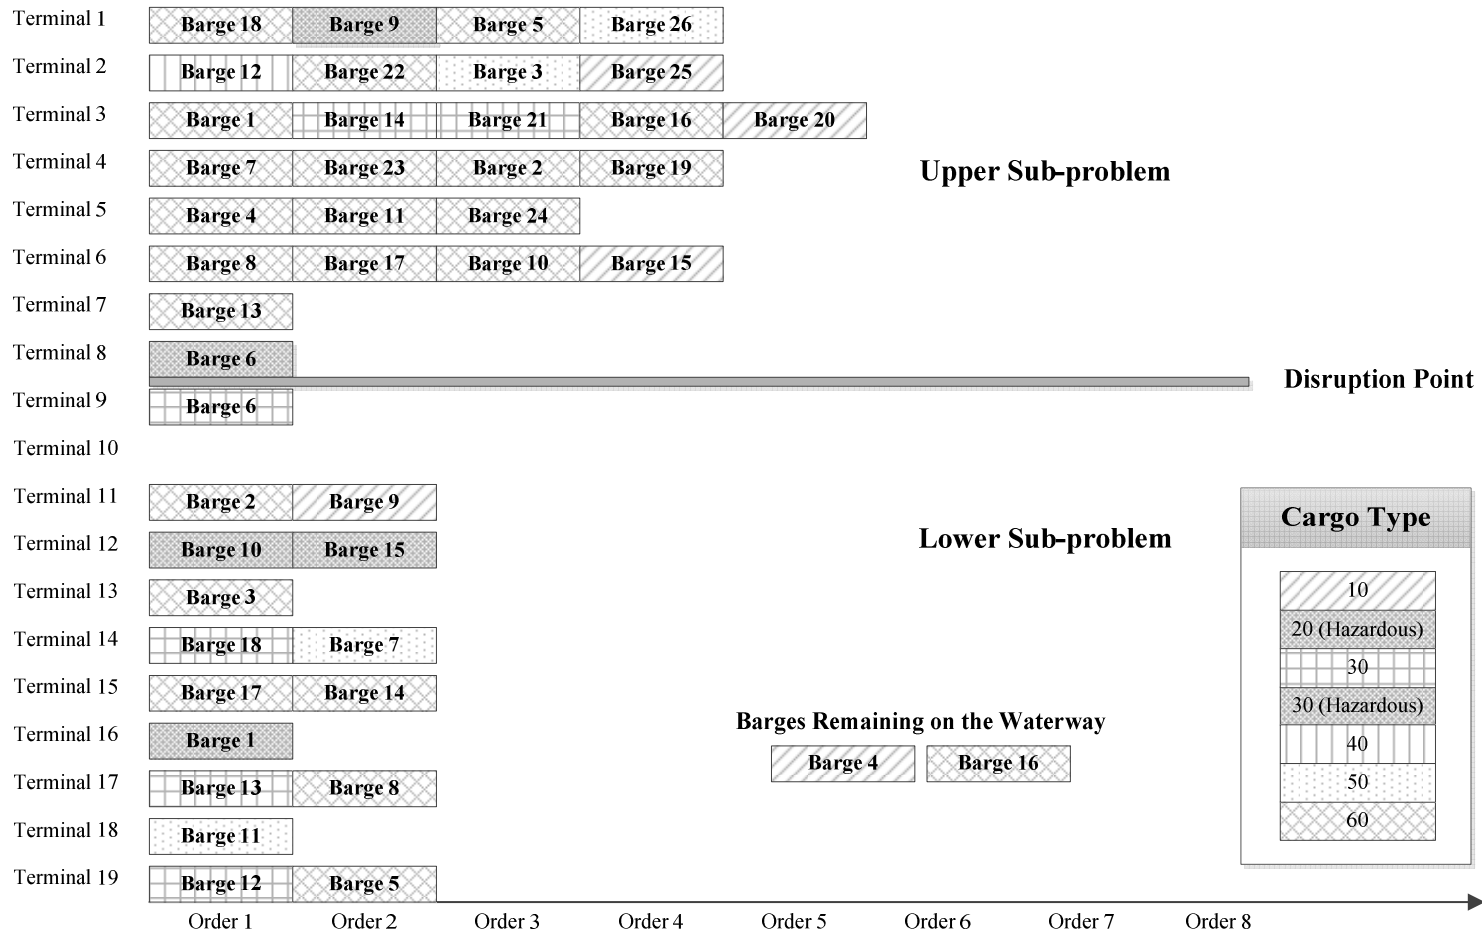 Terminal 1 Barge 18 Barge 9 Barge 5 Barge 26
Terminal 2 Barge 12 Barge 22 Barge 3 Barge 25
Terminal 3 Barge 1 Barge 14 Barge 21 Barge 16 Barge 20
Terminal 4 Barge 7 Barge 23 Barge 2 Barge 19
Upper Sub-problem
Terminal 5 Barge 4 Barge 11 Barge 24
Terminal 6 Barge 8 Barge 17 Barge 10 Barge 15
Terminal 7 Barge 13
Terminal 8 Barge 6
Disruption Point
Terminal 9 Barge 6
Terminal 10
Terminal 11 Barge 2 Barge 9
Terminal 12 Barge 10 Barge 15
Lower Sub-problem
Terminal 13 Barge 3
Terminal 14 Barge 18 Barge 7
Terminal 15 Barge 17 Barge 14
Terminal 16 Barge 1
Terminal 17 Barge 13 Barge 8
Terminal 18 Barge 11
Terminal 19 Barge 12 Barge 5
Barges Remaining on the Waterway
Barge 4 Barge 16
Cargo Type
10
20 (Hazardous)
30
30 (Hazardous)
40
50
60
Order 1 Order 2 Order 3 Order 4 Order 5 Order 6 Order 7 Order 8